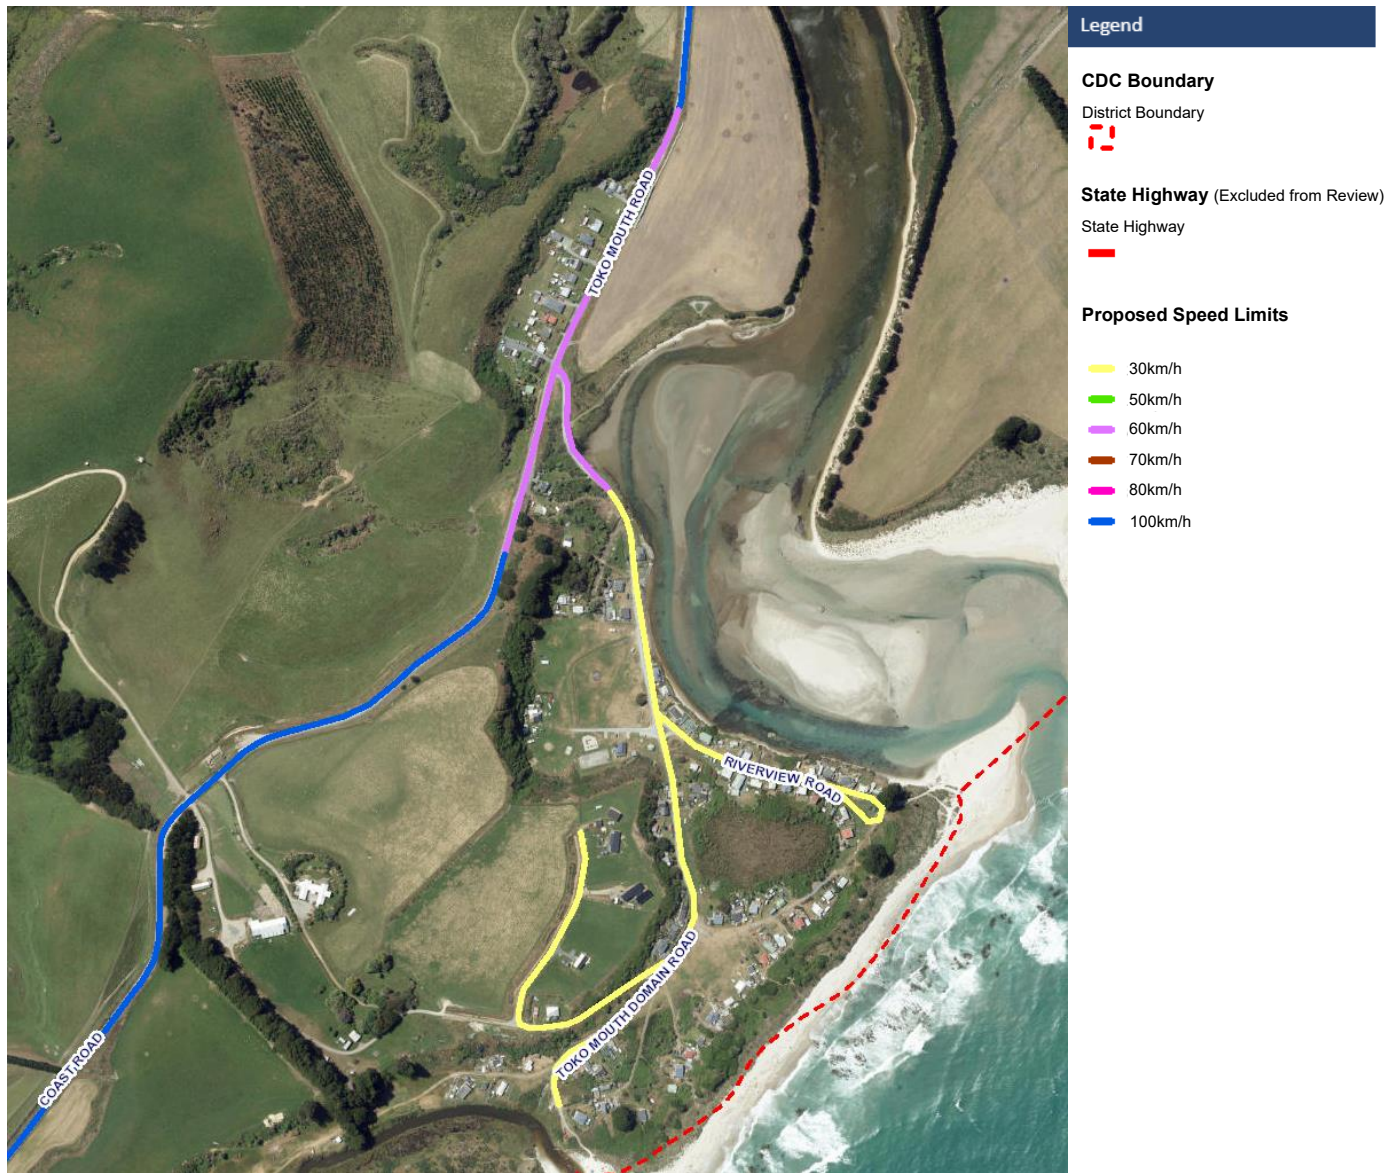 Legend
CDC Boundary
District Boundary
State Highway (Excluded from Review)
State Highway
Proposed Speed Limits
30km/h
50km/h
60km/h
70km/h
80km/h
100km/h
TOKO MOUTH ROAD
RIVERVIEW ROAD
TOKO MOUTH DOMAIN ROAD
COAST ROAD